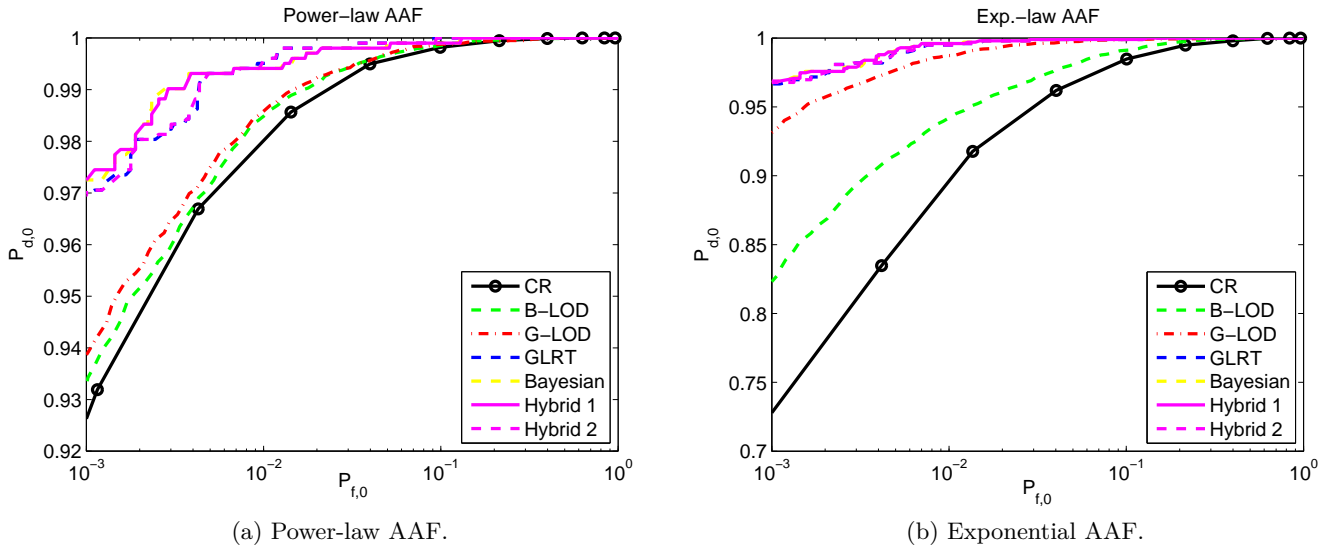 Power−law AAF
1
0.99
0.98
0.97
0.96
0.95
0.94
0.93
0.92
P_{d,0}
10^{−3}
10^{−2}
10^{−1}
10^{0}
P_{f,0}
CR
B−LOD
G−LOD
GLRT
Bayesian
Hybrid 1
Hybrid 2
(a) Power-law AAF.
Exp.−law AAF
1
0.95
0.9
0.85
0.8
0.75
0.7
P_{d,0}
10^{−3}
10^{−2}
10^{−1}
10^{0}
P_{f,0}
CR
B−LOD
G−LOD
GLRT
Bayesian
Hybrid 1
Hybrid 2
(b) Exponential AAF.